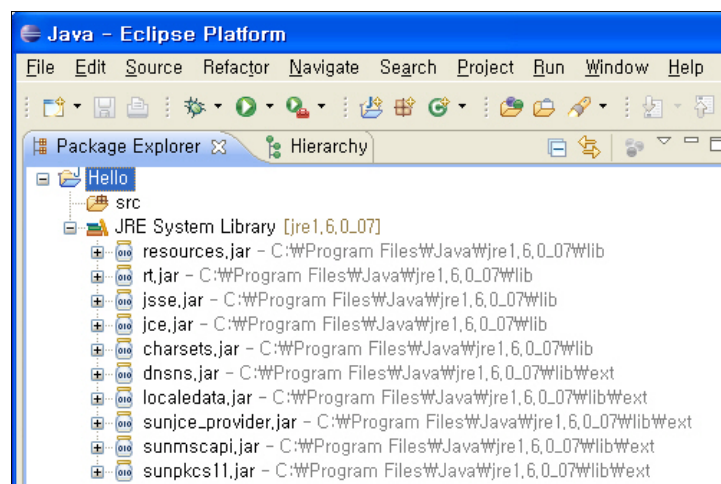 Java - Eclipse Platform
File Edit Source Refactor Navigate Search Project Run Window Help
Package Explorer Hierarchy
Hello
src
JRE System Library [jre1.6.0_07]
resources.jar - C:₩Program Files₩Java₩jre1.6.0_07₩lib
rt.jar - C:₩Program Files₩Java₩jre1.6.0_07₩lib
jsse.jar - C:₩Program Files₩Java₩jre1.6.0_07₩lib
jce.jar - C:₩Program Files₩Java₩jre1.6.0_07₩lib
charsets.jar - C:₩Program Files₩Java₩jre1.6.0_07₩lib
dnsns.jar - C:₩Program Files₩Java₩jre1.6.0_07₩lib₩ext
localedata.jar - C:₩Program Files₩Java₩jre1.6.0_07₩lib₩ext
sunjce_provider.jar - C:₩Program Files₩Java₩jre1.6.0_07₩lib₩ext
sunmscapi.jar - C:₩Program Files₩Java₩jre1.6.0_07₩lib₩ext
sunpkcs11.jar - C:₩Program Files₩Java₩jre1.6.0_07₩lib₩ext